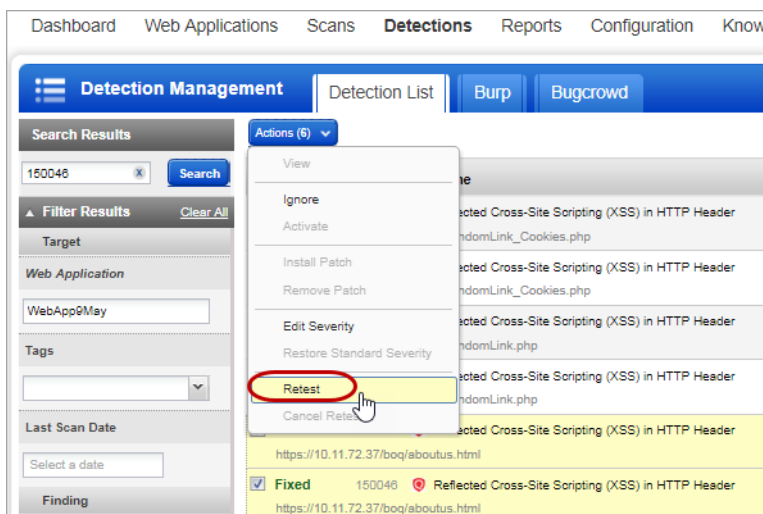 Dashboard Web Applications Scans Detections Reports Configuration Know
Detection Management Detection List Burp Bugcrowd
Search Results
150046 x Search
Filter Results Clear All
Target
Web Application
WebApp9May
Tags
Last Scan Date
Select a date
Finding
Actions (6)
View
Ignore
Activate
Install Patch
Remove Patch
Edit Severity
Restore Standard Severity
Retest
Cancel Retes
ne
ected Cross-Site Scripting (XSS) in HTTP Header
ndomLink_Cookies.php
ected Cross-Site Scripting (XSS) in HTTP Header
ndomLink_Cookies.php
ected Cross-Site Scripting (XSS) in HTTP Header
ndomLink.php
ected Cross-Site Scripting (XSS) in HTTP Header
ndomLink.php
ected Cross-Site Scripting (XSS) in HTTP Header
https://10.11.72.37/boq/aboutus.html
Fixed 150046 Reflected Cross-Site Scripting (XSS) in HTTP Header
https://10.11.72.37/boq/aboutus.html